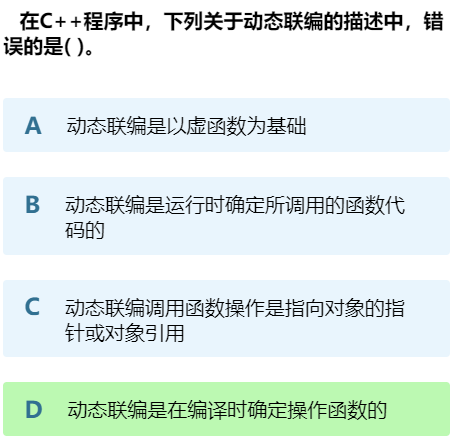 在C++程序中，下列关于动态联编的描述中，错
误的是( )。
A 动态联编是以虚函数为基础
B 动态联编是运行时确定所调用的函数代
码的
C 动态联编调用函数操作是指向对象的指
针或对象引用
D 动态联编是在编译时确定操作函数的